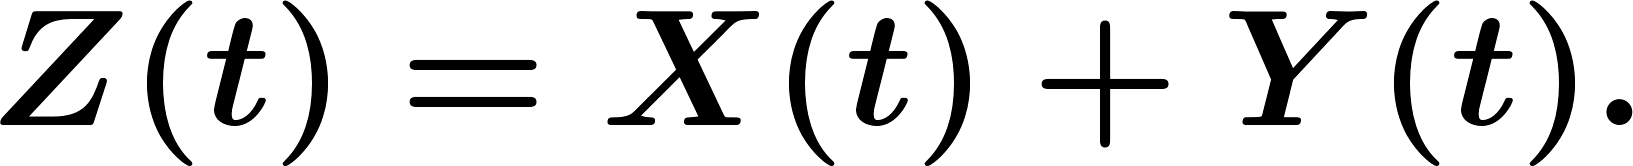 Z(t) = X(t) + Y(t).